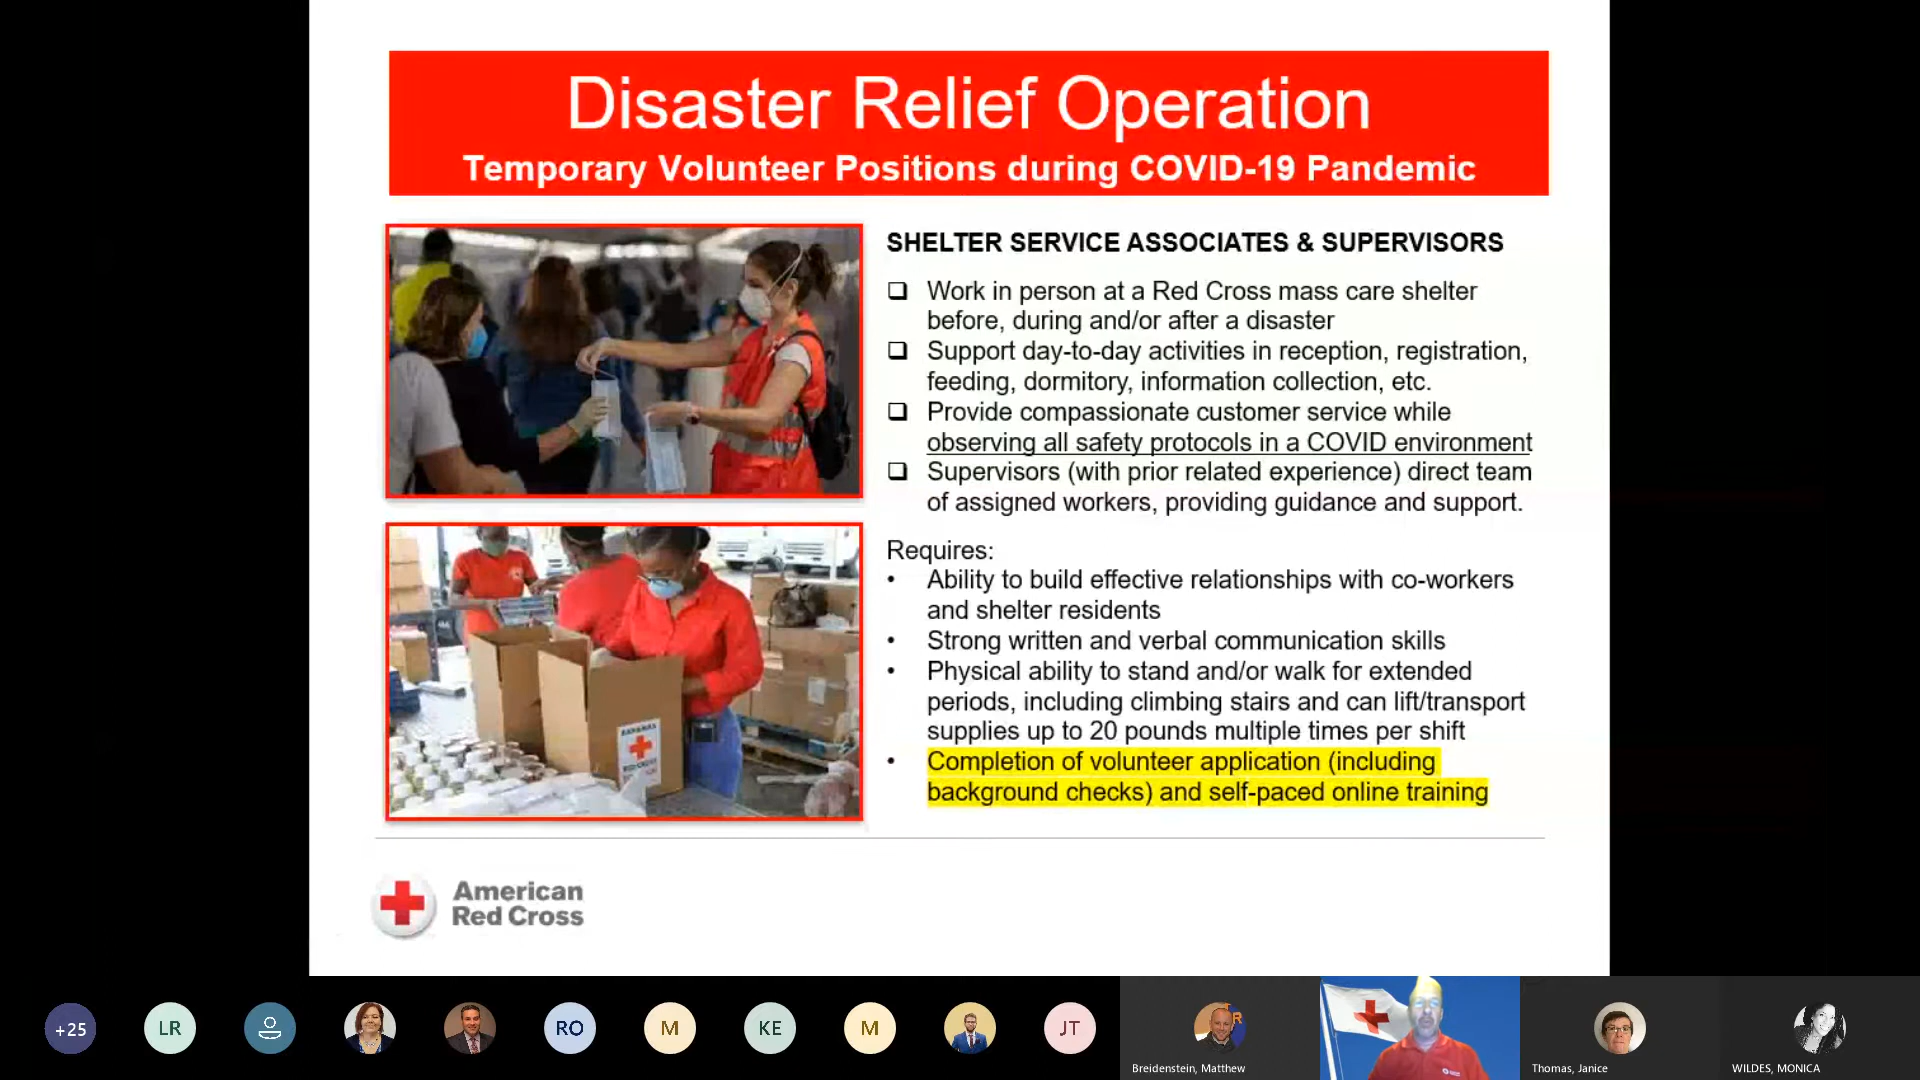 Disaster Relief Operation
Temporary Volunteer Positions during COVID-19 Pandemic
SHELTER SERVICE ASSOCIATES & SUPERVISORS
❑ Work in person at a Red Cross mass care shelter
before, during and/or after a disaster
❑ Support day-to-day activities in reception, registration,
feeding, dormitory, information collection, etc.
❑ Provide compassionate customer service while
observing all safety protocols in a COVID environment
❑ Supervisors (with prior related experience) direct team
of assigned workers, providing guidance and support.
Requires:
• Ability to build effective relationships with co-workers
and shelter residents
• Strong written and verbal communication skills
• Physical ability to stand and/or walk for extended
periods, including climbing stairs and can lift/transport
supplies up to 20 pounds multiple times per shift
• Completion of volunteer application (including
background checks) and self-paced online training
BAHAMAS
American
Red Cross
+25
LR
RO
M
KE
M
JT
Breidenstein, Matthew
Thomas, Janice
WILDES, MONICA